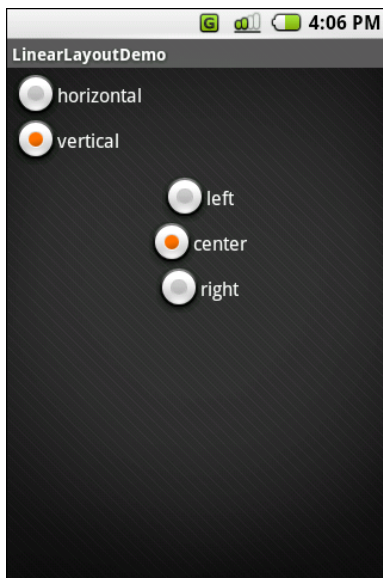 G 4:06 PM
LinearLayoutDemo
horizontal
vertical
left
center
right